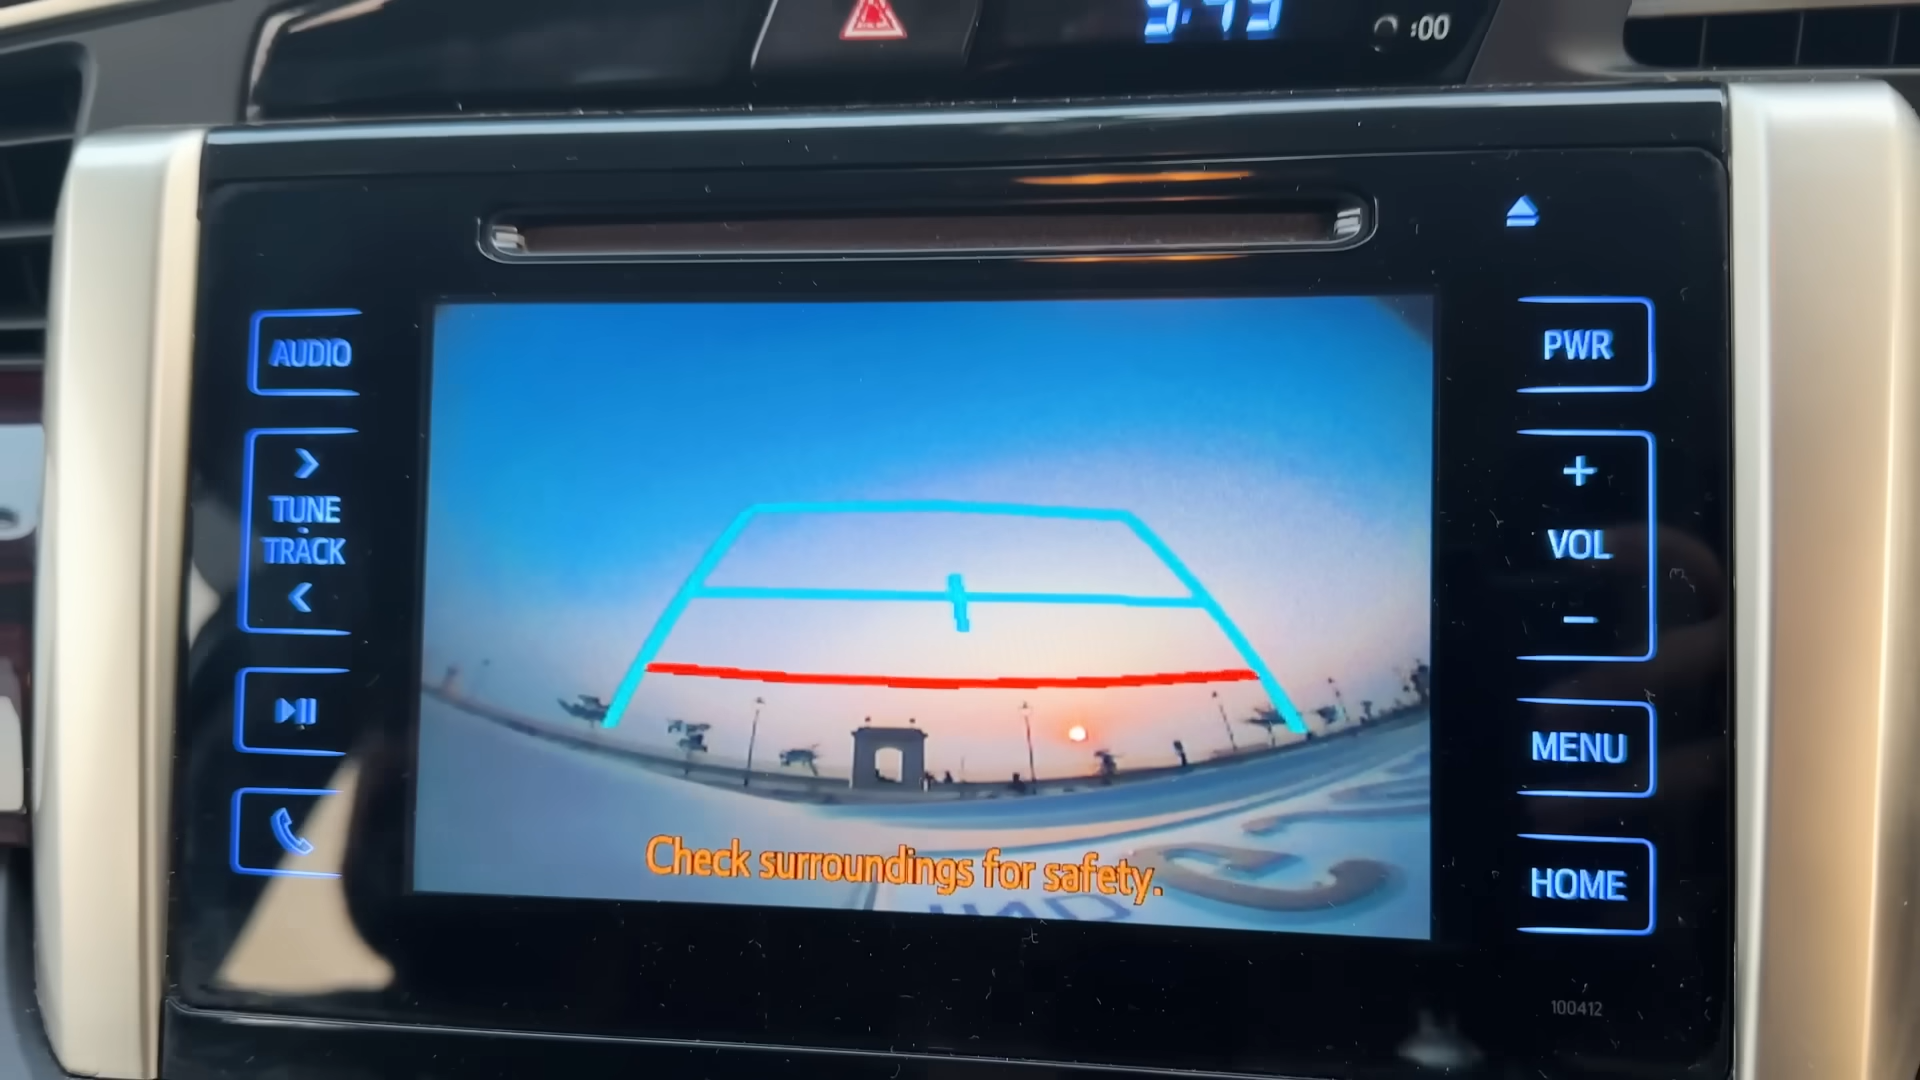 :00
AUDIO
PWR
TUNE
TRACK
+
VOL
-
MENU
HOME
Check surroundings for safety.
100412